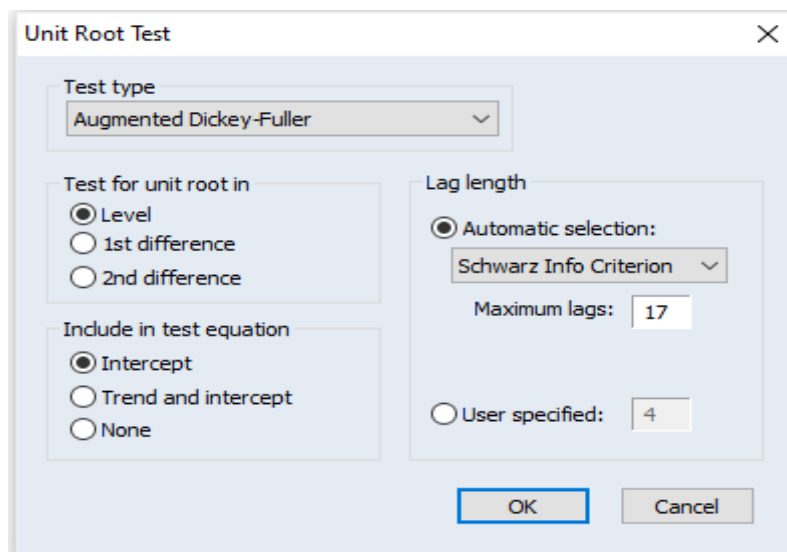 Unit Root Test
Test type
Augmented Dickey-Fuller
Test for unit root in
Level
1st difference
2nd difference
Include in test equation
Intercept
Trend and intercept
None
Lag length
Automatic selection:
Schwarz Info Criterion
Maximum lags: 17
User specified: 4
OK Cancel